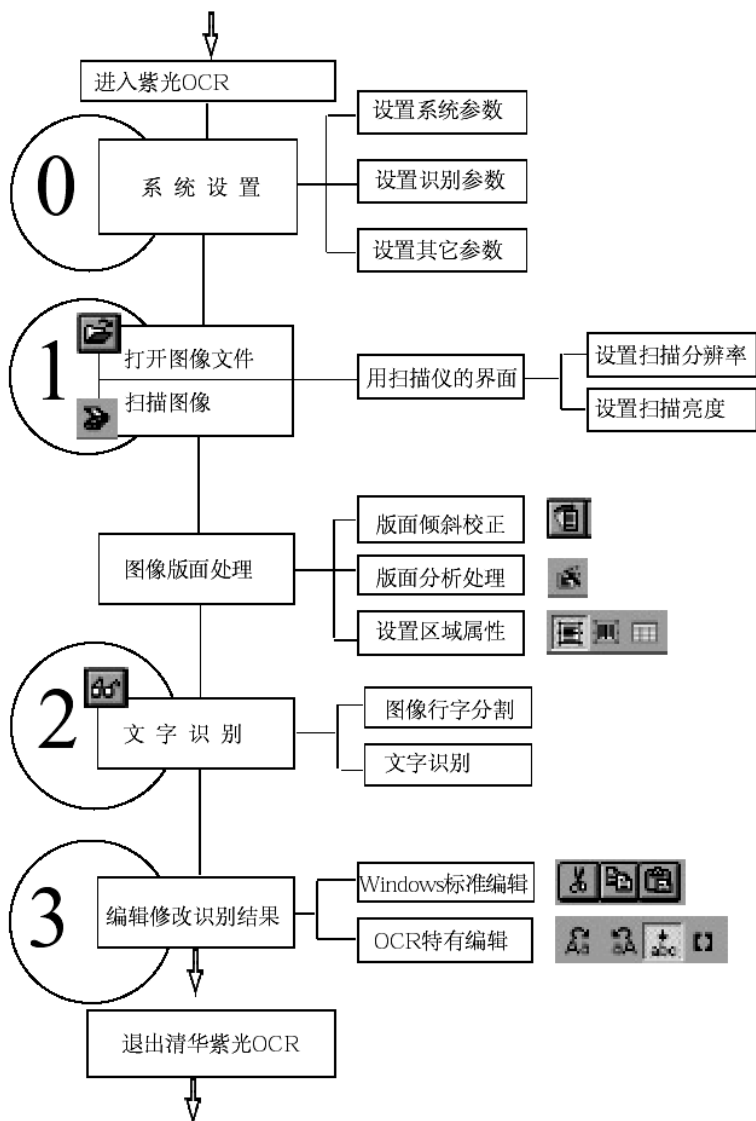 进入紫光OCR
0
系统设置
设置系统参数
设置识别参数
设置其它参数
1
打开图像文件
扫描图像
用扫描仪的界面
设置扫描分辨率
设置扫描亮度
图像版面处理
版面倾斜校正
版面分析处理
设置区域属性
2
文字识别
图像行字分割
文字识别
3
编辑修改识别结果
Windows标准编辑
OCR特有编辑
Aa
aA
abc
退出清华紫光OCR